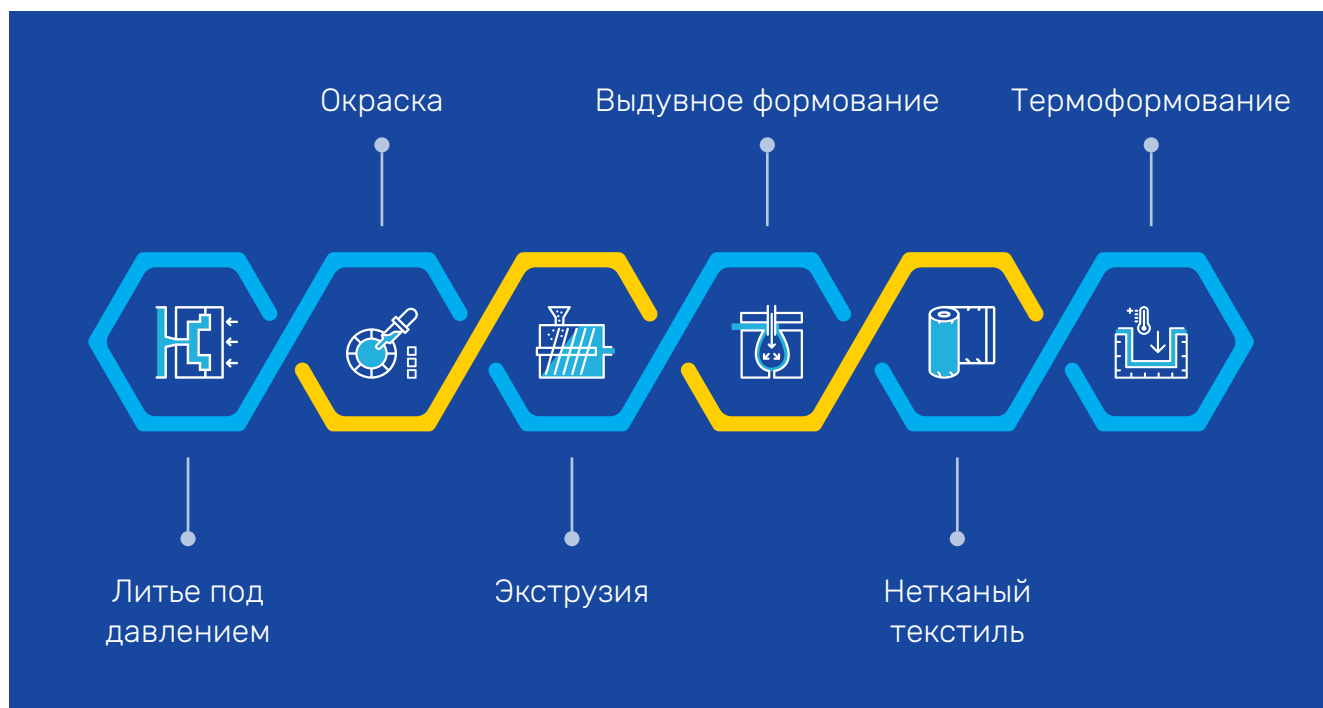 Окраска
Выдувное формование
Термоформование
Литье под
давлением
Экструзия
Нетканый
текстиль